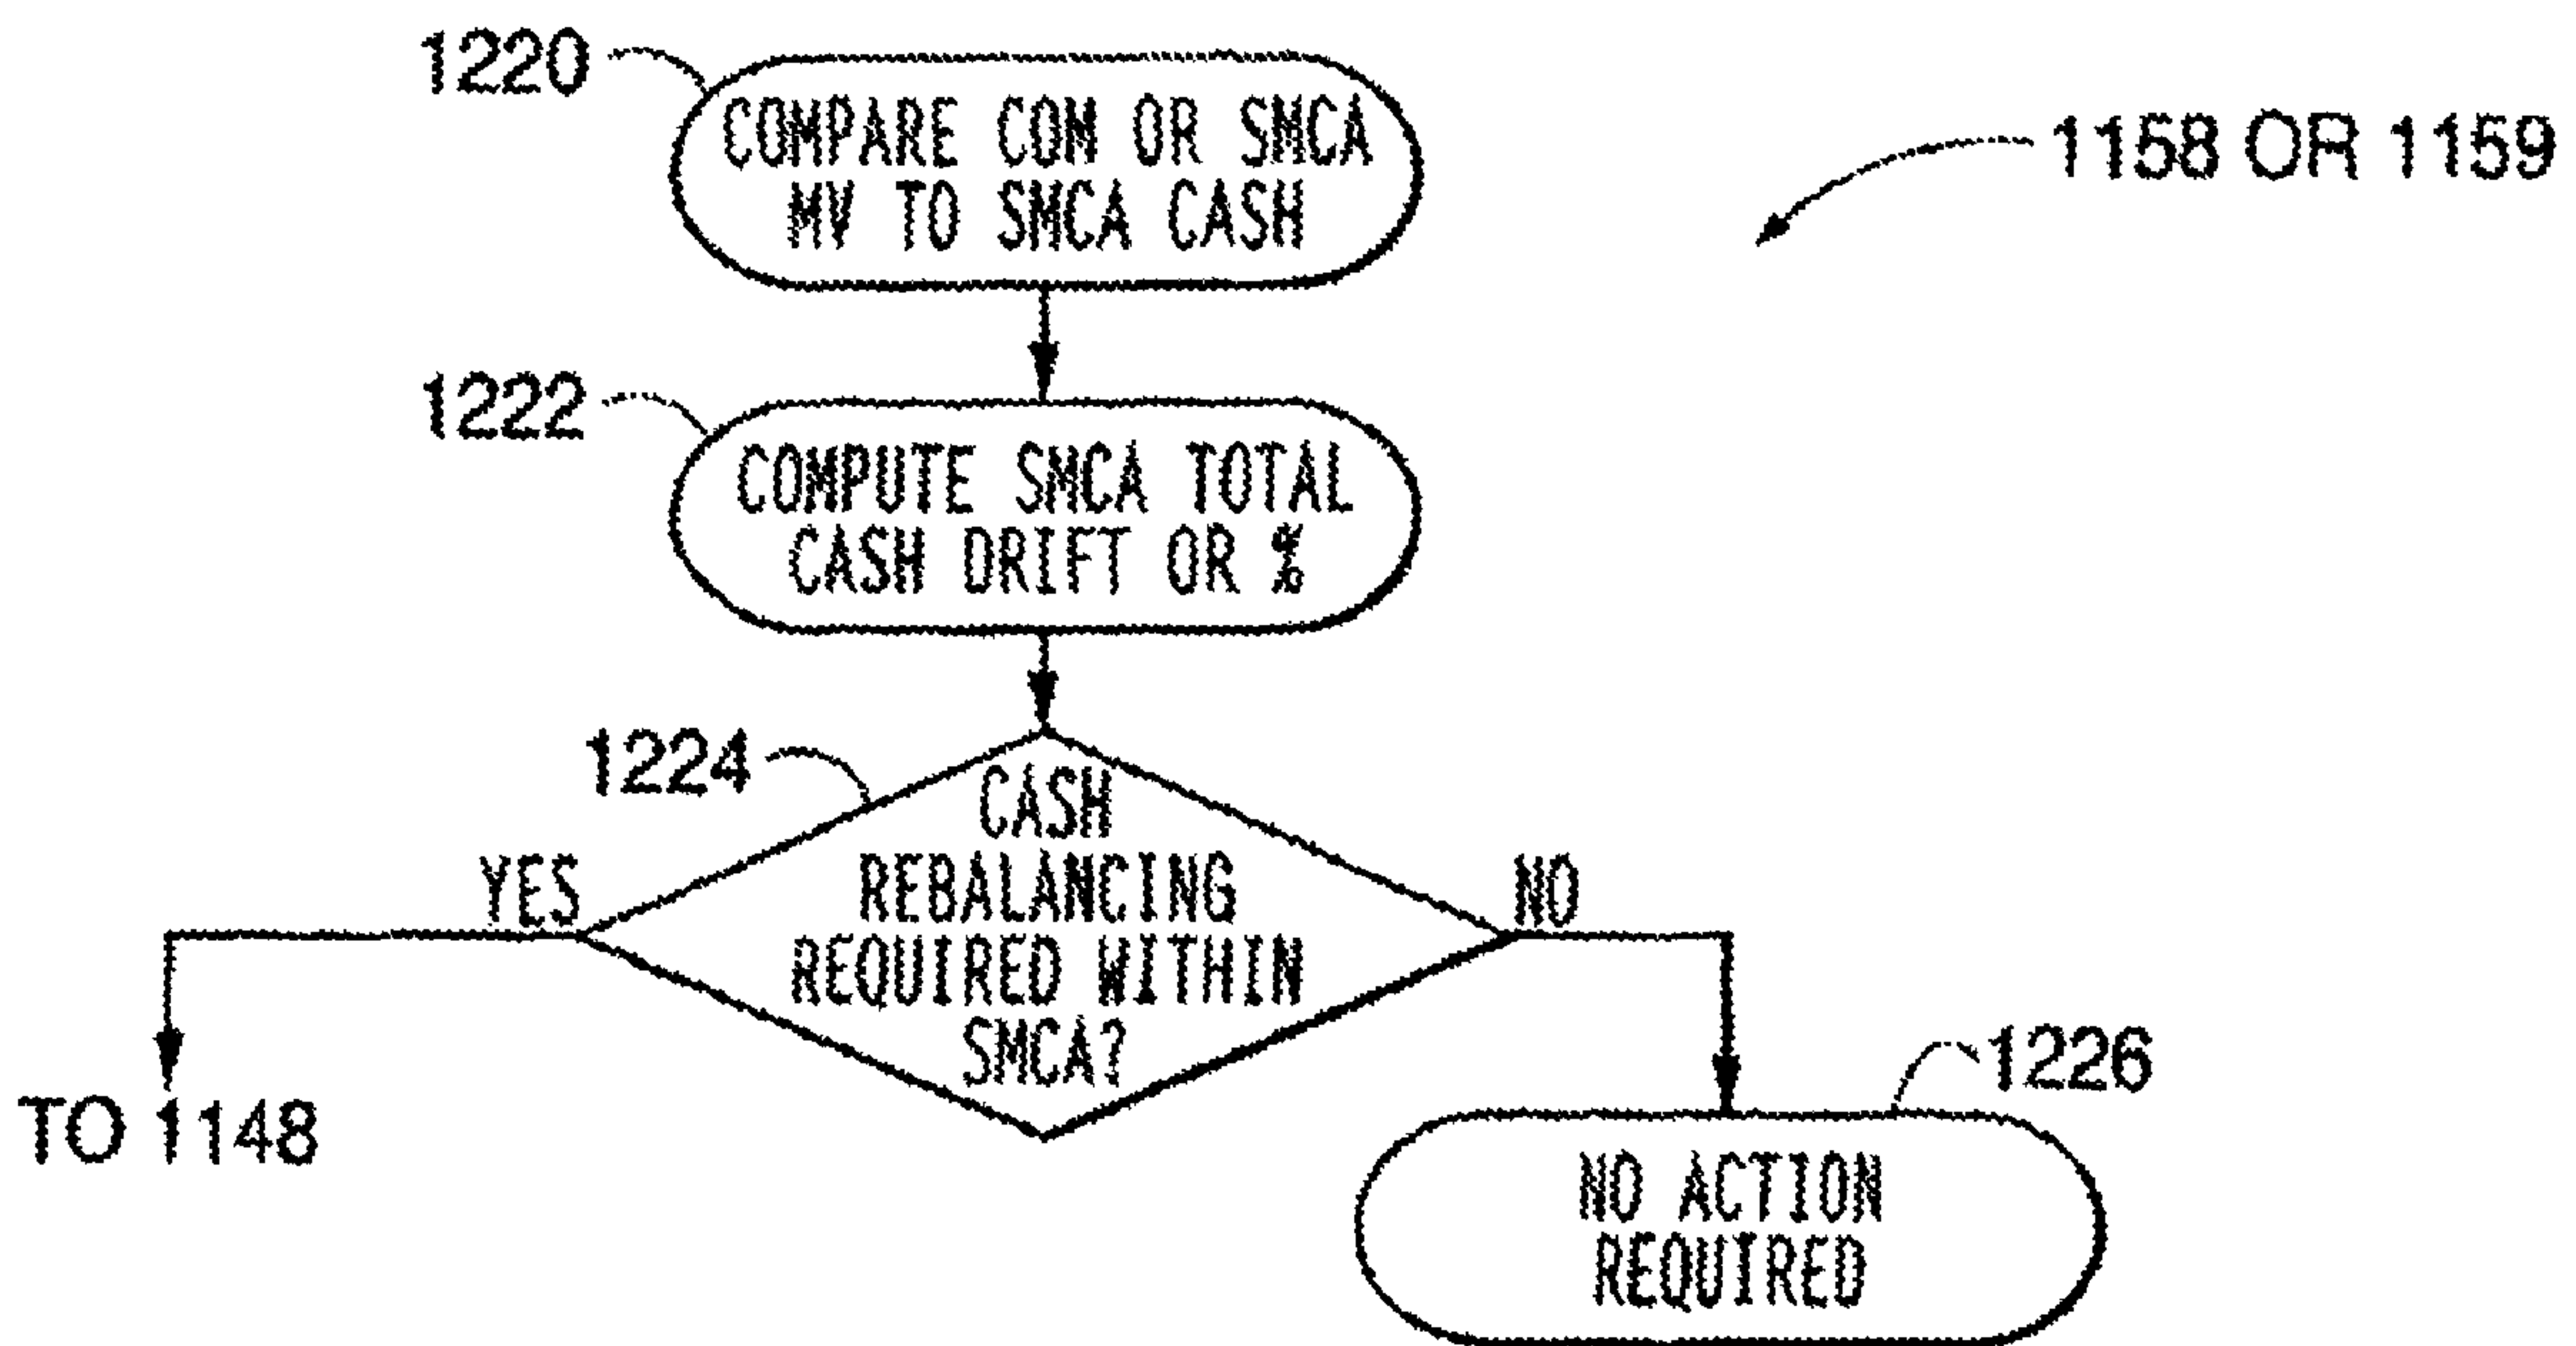 1220
COMPARE COM OR SMCA
MV TO SMCA CASH
1158 OR 1159
1222
COMPUTE SMCA TOTAL
CASH DRIFT OR %
1224
CASH
REBALANCING
REQUIRED WITHIN
SMCA?
YES
NO
TO 1148
1226
NO ACTION
REQUIRED